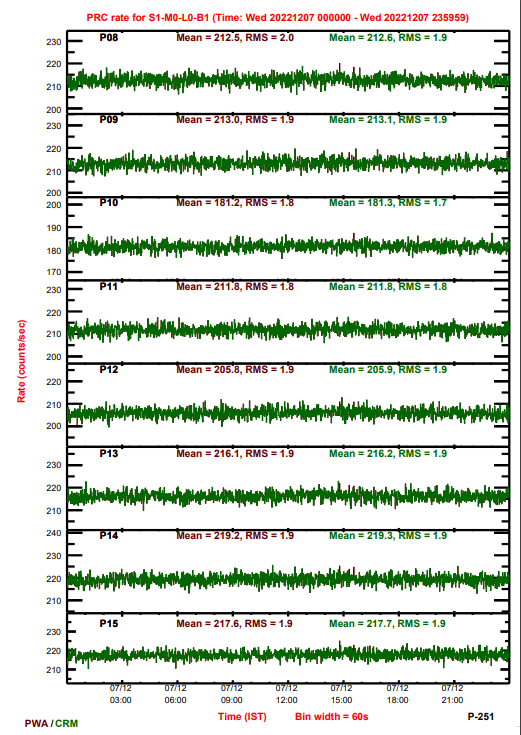 PRC rate for S1-M0-L0-B1 (Time: Wed 20221207 000000 - Wed 20221207 235959)
P08 Mean = 212.5, RMS = 2.0 Mean = 212.6, RMS = 1.9
230
220
210
200
P09 Mean = 213.0, RMS = 1.9 Mean = 213.1, RMS = 1.9
230
220
210
200
P10 Mean = 181.2, RMS = 1.8 Mean = 181.3, RMS = 1.7
200
190
180
170
P11 Mean = 211.8, RMS = 1.8 Mean = 211.8, RMS = 1.8
230
220
210
200
Rate (counts/sec)
P12 Mean = 205.8, RMS = 1.9 Mean = 205.9, RMS = 1.9
220
210
200
P13 Mean = 216.1, RMS = 1.9 Mean = 216.2, RMS = 1.9
230
220
210
P14 Mean = 219.2, RMS = 1.9 Mean = 219.3, RMS = 1.9
240
230
220
210
P15 Mean = 217.6, RMS = 1.9 Mean = 217.7, RMS = 1.9
230
220
210
07/12 07/12 07/12 07/12 07/12 07/12 07/12
03:00 06:00 09:00 12:00 15:00 18:00 21:00
Time (IST) Bin width = 60s P-251
PWA / CRM